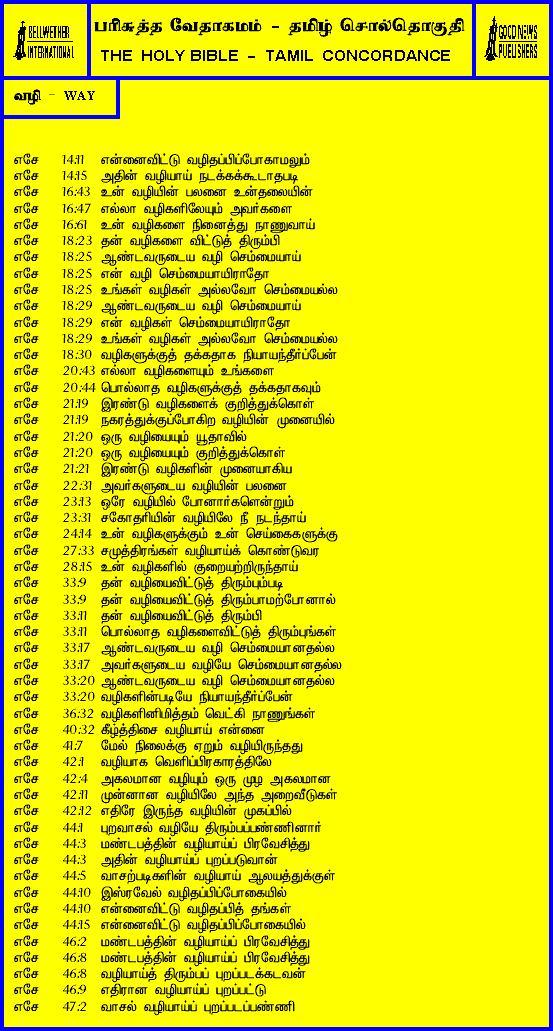 BELLWETHER
INTERNATIONAL
பரிசுத்த வேதாகமம் - தமிழ் சொல்தொகுதி
THE HOLY BIBLE - TAMIL CONCORDANCE
GOOD NEWS
PUBLISHERS
வழி - WAY
எசே 14:11 என்னைவிட்டு வழிதப்பிப்போகாமலும்
எசே 14:15 அதின் வழியாய் நடக்கக்கூடாதபடி
எசே 16:43 உன் வழியின் பலனை உன்தலையின்
எசே 16:47 எல்லா வழிகளிலேயும் அவர்களை
எசே 16:61 உன் வழிகளை நினைத்து நாணுவாய்
எசே 18:23 தன் வழிகளை விட்டுத் திரும்பி
எசே 18:25 ஆண்டவருடைய வழி செம்மையாய்
எசே 18:25 என் வழி செம்மையாயிராதோ
எசே 18:25 உங்கள் வழிகள் அல்லவோ செம்மையல்ல
எசே 18:29 ஆண்டவருடைய வழி செம்மையாய்
எசே 18:29 என் வழிகள் செம்மையாயிராதோ
எசே 18:29 உங்கள் வழிகள் அல்லவோ செம்மையல்ல
எசே 18:30 வழிகளுக்குத் தக்கதாக நியாயந்தீர்ப்பேன்
எசே 20:43 எல்லா வழிகளையும் உங்களை
எசே 20:44 பொல்லாத வழிகளுக்குத் தக்கதாகவும்
எசே 21:19 இரண்டு வழிகளைக் குறித்துக்கொள்
எசே 21:19 நகரத்துக்குப்போகிற வழியின் முனையில்
எசே 21:20 ஒரு வழியையும் யூதாவில்
எசே 21:20 ஒரு வழியையும் குறித்துக்கொள்
எசே 21:21 இரண்டு வழிகளின் முனையாகிய
எசே 22:31 அவர்களுடைய வழியின் பலனை
எசே 23:13 ஒரே வழியில் போனார்களென்றும்
எசே 23:31 சகோதரியின் வழியிலே நீ நடந்தாய்
எசே 24:14 உன் வழிகளுக்கும் உன் செய்கைகளுக்கு
எசே 27:33 சமுத்திரங்கள் வழியாய்க் கொண்டுவர
எசே 28:15 உன் வழிகளில் குறையற்றிருந்தாய்
எசே 33:9 தன் வழியைவிட்டுத் திரும்பும்படி
எசே 33:9 தன் வழியைவிட்டுத் திரும்பாமற்போனால்
எசே 33:11 தன் வழியைவிட்டுத் திரும்பி
எசே 33:11 பொல்லாத வழிகளைவிட்டுத் திரும்புங்கள்
எசே 33:17 ஆண்டவருடைய வழி செம்மையானதல்ல
எசே 33:17 அவர்களுடைய வழியே செம்மையானதல்ல
எசே 33:20 ஆண்டவருடைய வழி செம்மையானதல்ல
எசே 33:20 வழிகளின்படியே நியாயந்தீர்ப்பேன்
எசே 36:32 வழிகளினிமித்தம் வெட்கி நாணுங்கள்
எசே 40:32 கீழ்த்திசை வழியாய் என்னை
எசே 41:7 மேல் நிலைக்கு ஏறும் வழியிருந்தது
எசே 42:1 வழியாக வெளிப்பிரகாரத்திலே
எசே 42:4 அகலமான வழியும் ஒரு முழ அகலமான
எசே 42:11 முன்னான வழியிலே அந்த அறைவீடுகள்
எசே 42:12 எதிரே இருந்த வழியின் முகப்பில்
எசே 44:1 புறவாசல் வழியே திரும்பப்பண்ணினார்
எசே 44:3 மண்டபத்தின் வழியாய்ப் பிரவேசித்து
எசே 44:3 அதின் வழியாய்ப் புறப்படுவான்
எசே 44:5 வாசற்படிகளின் வழியாய் ஆலயத்துக்குள்
எசே 44:10 இஸ்ரவேல் வழிதப்பிப்போகையில்
எசே 44:10 என்னைவிட்டு வழிதப்பித் தங்கள்
எசே 44:15 என்னைவிட்டு வழிதப்பிப்போகையில்
எசே 46:2 மண்டபத்தின் வழியாய்ப் பிரவேசித்து
எசே 46:8 மண்டபத்தின் வழியாய்ப் பிரவேசித்து
எசே 46:8 வழியாய்த் திரும்பப் புறப்படக்கடவன்
எசே 46:9 எதிரான வழியாய்ப் புறப்பட்டு
எசே 47:2 வாசல் வழியாய்ப் புறப்படப்பண்ணி